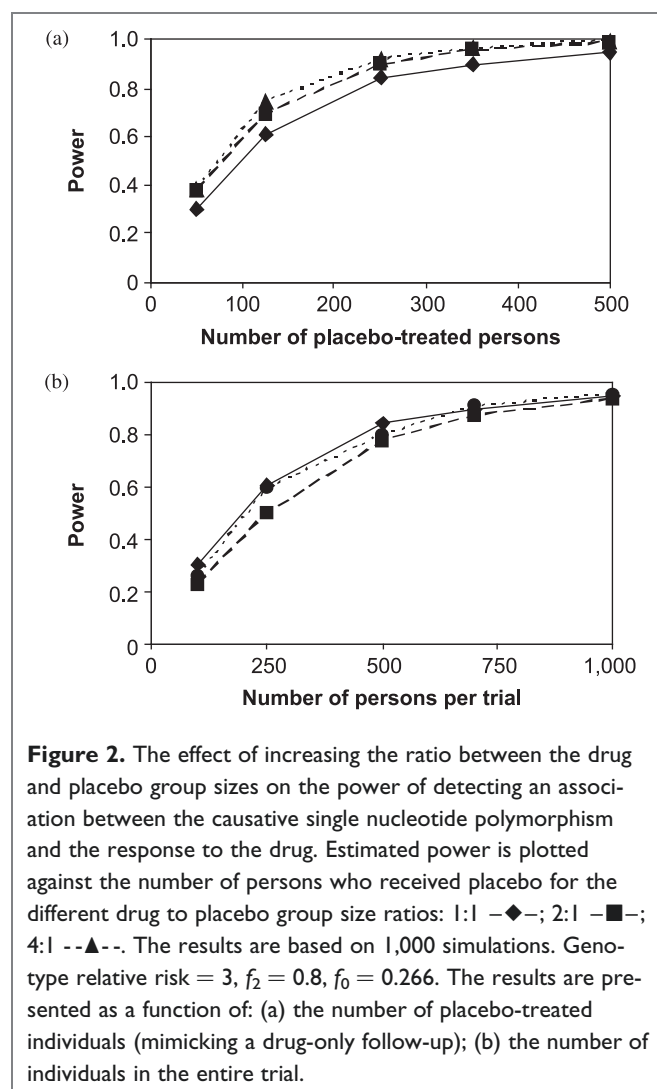 (a)
1.0
0.8
0.6
0.4
0.2
0
Power
0 100 200 300 400 500
Number of placebo-treated persons
(b)
1.0
0.8
0.6
0.4
0.2
0
Power
0 250 500 750 1,000
Number of persons per trial
Figure 2. The effect of increasing the ratio between the drug
and placebo group sizes on the power of detecting an associ-
ation between the causative single nucleotide polymorphism
and the response to the drug. Estimated power is plotted
against the number of persons who received placebo for the
different drug to placebo group size ratios: 1:1 –◆–; 2:1 –■–;
4:1 --▲--. The results are based on 1,000 simulations. Geno-
type relative risk = 3, f2 = 0.8, f0 = 0.266. The results are pre-
sented as a function of: (a) the number of placebo-treated
individuals (mimicking a drug-only follow-up); (b) the number of
individuals in the entire trial.